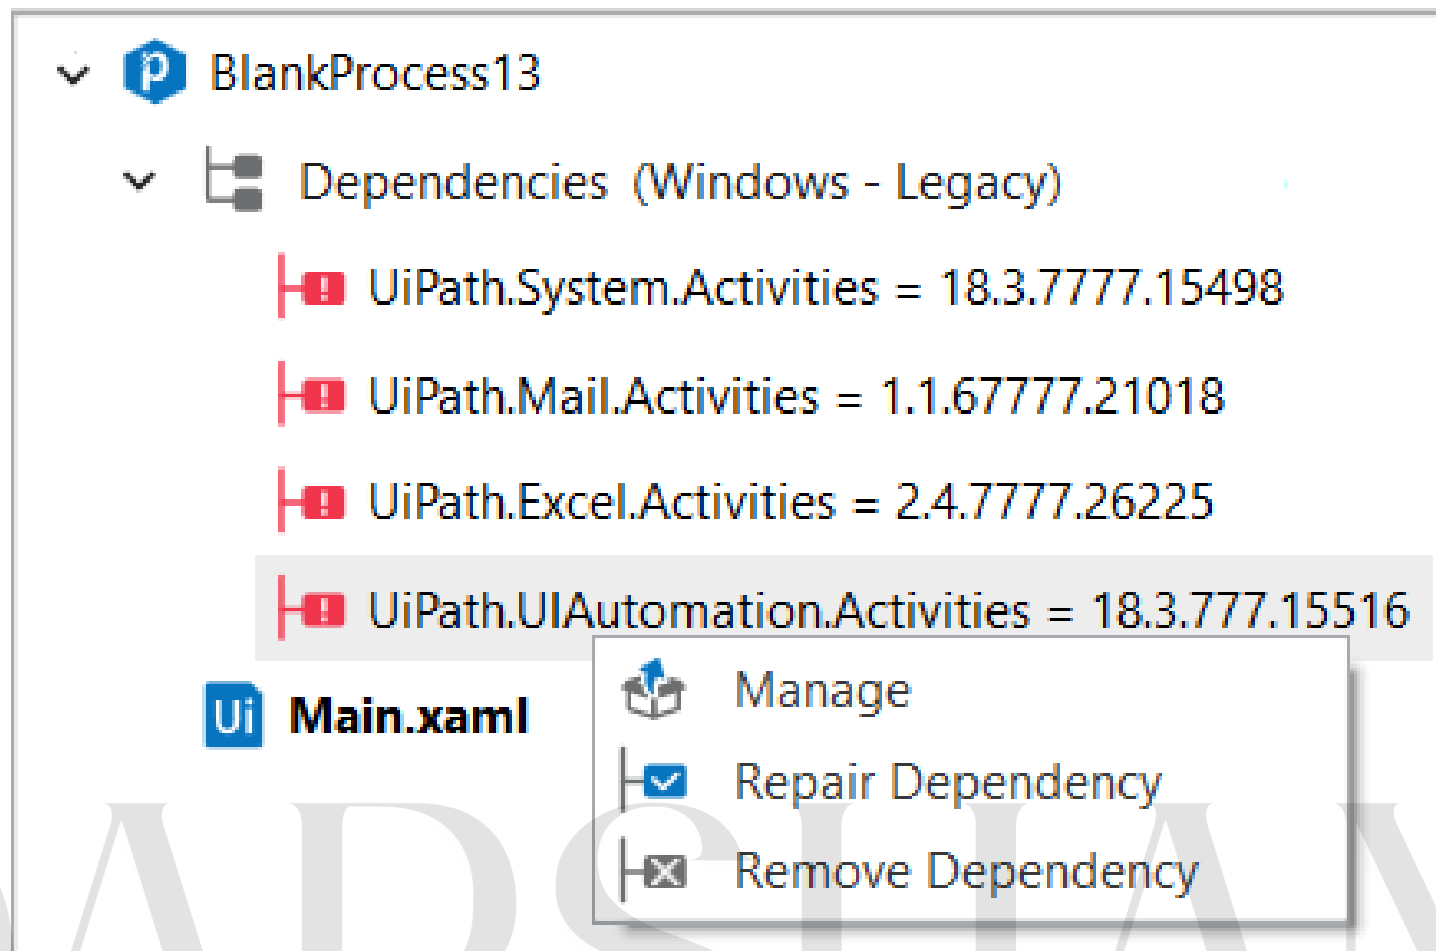 BlankProcess13
Dependencies (Windows - Legacy)
UiPath.System.Activities = 18.3.7777.15498
UiPath.Mail.Activities = 1.1.67777.21018
UiPath.Excel.Activities = 2.4.7777.26225
UiPath.UIAutomation.Activities = 18.3.777.15516
Manage
Ui Main.xaml
Repair Dependency
Remove Dependency